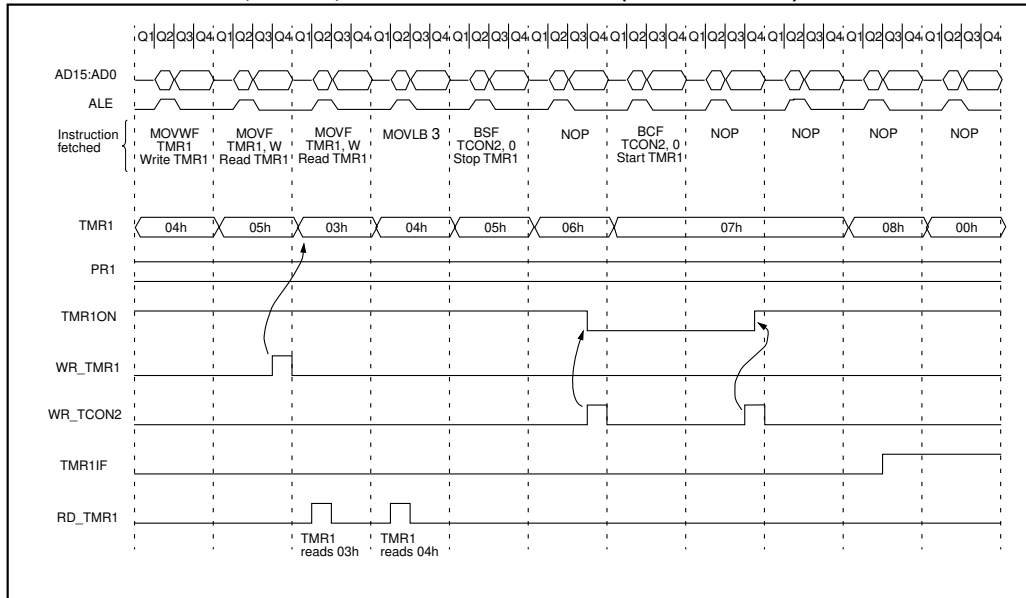 Q1 Q2 Q3 Q4 Q1 Q2 Q3 Q4 Q1 Q2 Q3 Q4 Q1 Q2 Q3 Q4 Q1 Q2 Q3 Q4 Q1 Q2 Q3 Q4 Q1 Q2 Q3 Q4 Q1 Q2 Q3 Q4 Q1 Q2 Q3 Q4 Q1 Q2 Q3 Q4 Q1 Q2 Q3 Q4
AD15:AD0
ALE
Instruction
fetched
MOVWF
TMR1
Write TMR1
MOVF
TMR1, W
Read TMR1
MOVF
TMR1, W
Read TMR1
MOVLB 3
BSF
TCON2, 0
Stop TMR1
NOP
BCF
TCON2, 0
Start TMR1
NOP
NOP
NOP
NOP
TMR1
04h 05h 03h 04h 05h 06h 07h 08h 00h
PR1
TMR1ON
WR_TMR1
WR_TCON2
TMR1IF
RD_TMR1
TMR1
reads 03h
TMR1
reads 04h